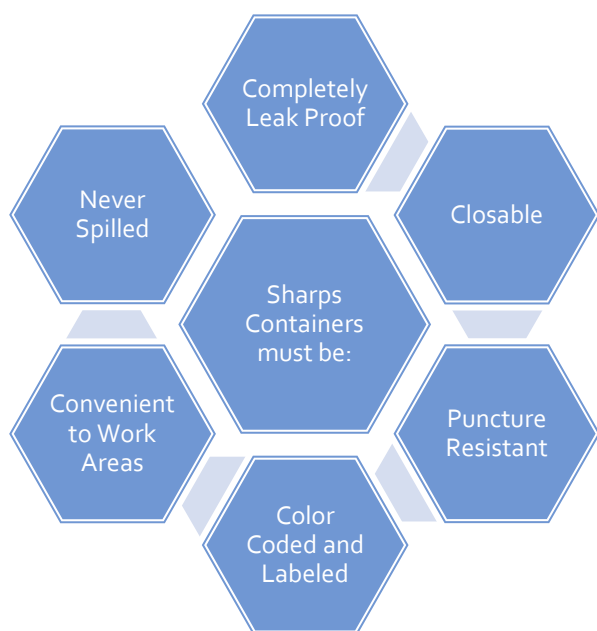 Completely
Leak Proof
Closable
Puncture
Resistant
Color
Coded and
Labeled
Convenient
to Work
Areas
Never
Spilled
Sharps
Containers
must be: